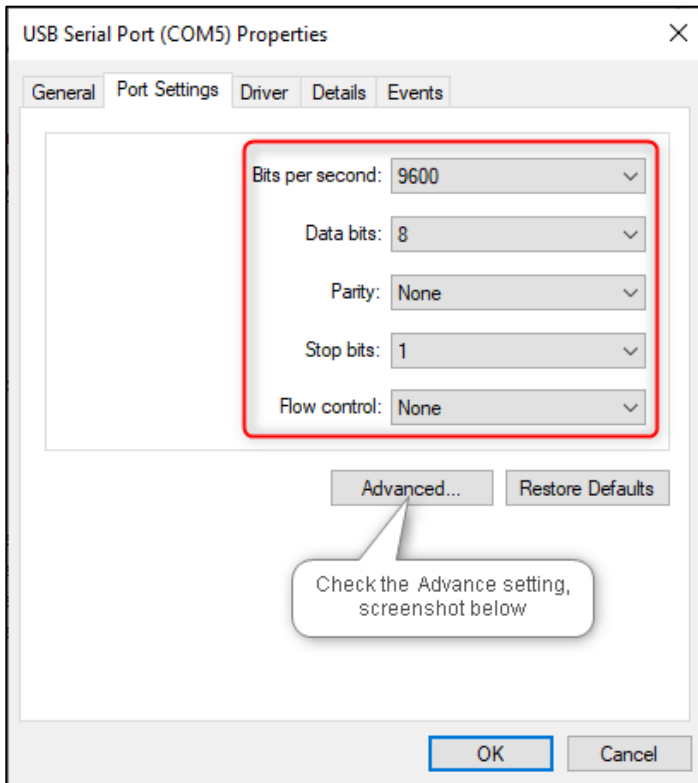 USB Serial Port (COM5) Properties
General Port Settings Driver Details Events
Bits per second: 9600
Data bits: 8
Parity: None
Stop bits: 1
Flow control: None
Advanced... Restore Defaults
Check the Advance setting,
screenshot below
OK Cancel